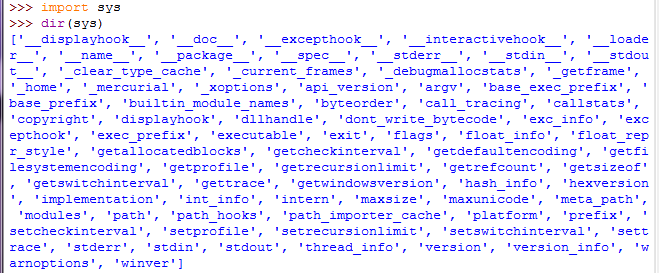 >>> import sys
>>> dir(sys)
['__displayhook__', '__doc__', '__excepthook__', '__interactivehook__', '__loade
r__', '__name__', '__package__', '__spec__', '__stderr__', '__stdin__', '__stdou
t__', '_clear_type_cache', '_current_frames', '_debugmallocstats', '_getframe',
'_home', '_mercurial', '_xoptions', 'api_version', 'argv', 'base_exec_prefix', '
base_prefix', 'builtin_module_names', 'byteorder', 'call_tracing', 'callstats',
'copyright', 'displayhook', 'dllhandle', 'dont_write_bytecode', 'exc_info', 'exc
epthook', 'exec_prefix', 'executable', 'exit', 'flags', 'float_info', 'float_rep
r_style', 'getallocatedblocks', 'getcheckinterval', 'getdefaultencoding', 'getfi
lesystemencoding', 'getprofile', 'getrecursionlimit', 'getrefcount', 'getsizeof'
, 'getswitchinterval', 'gettrace', 'getwindowsversion', 'hash_info', 'hexversion
', 'implementation', 'int_info', 'intern', 'maxsize', 'maxunicode', 'meta_path',
'modules', 'path', 'path_hooks', 'path_importer_cache', 'platform', 'prefix', '
setcheckinterval', 'setprofile', 'setrecursionlimit', 'setswitchinterval', 'sett
race', 'stderr', 'stdin', 'stdout', 'thread_info', 'version', 'version_info', 'w
arnoptions', 'winver']